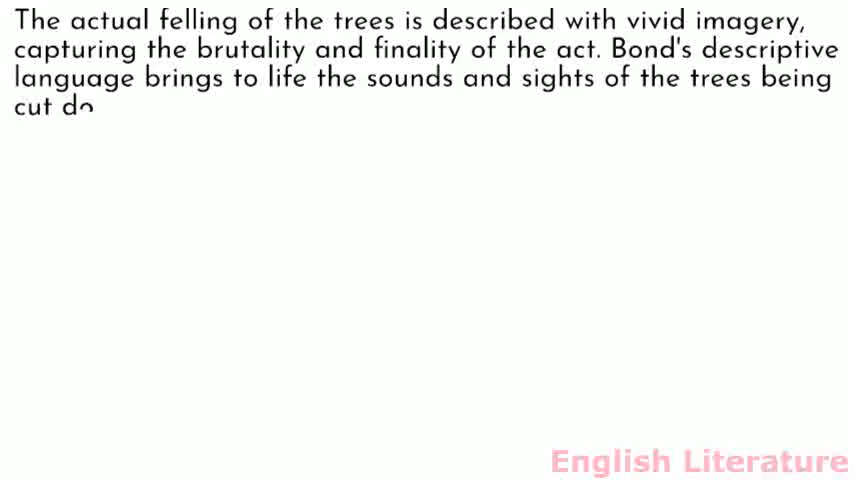 The actual felling of the trees is described with vivid imagery,
capturing the brutality and finality of the act. Bond's descriptive
language brings to life the sounds and sights of the trees being
cut
English Literature